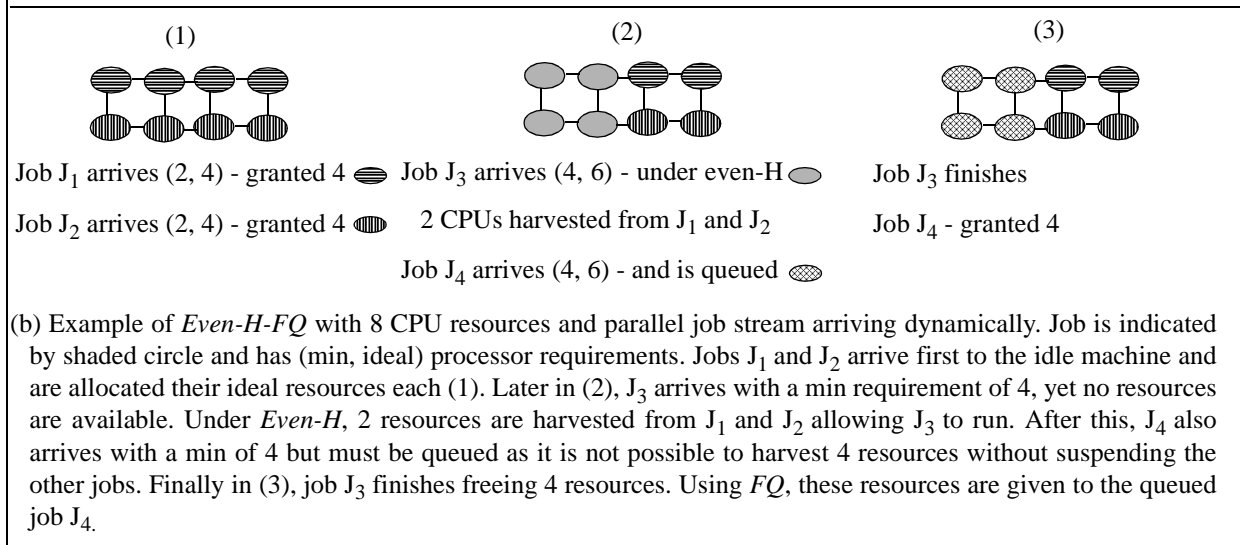 (1) (2) (3)
Job J1 arrives (2, 4) - granted 4 Job J3 arrives (4, 6) - under even-H Job J3 finishes
Job J2 arrives (2, 4) - granted 4 2 CPUs harvested from J1 and J2 Job J4 - granted 4
Job J4 arrives (4, 6) - and is queued
(b) Example of Even-H-FQ with 8 CPU resources and parallel job stream arriving dynamically. Job is indicated
by shaded circle and has (min, ideal) processor requirements. Jobs J1 and J2 arrive first to the idle machine and
are allocated their ideal resources each (1). Later in (2), J3 arrives with a min requirement of 4, yet no resources
are available. Under Even-H, 2 resources are harvested from J1 and J2 allowing J3 to run. After this, J4 also
arrives with a min of 4 but must be queued as it is not possible to harvest 4 resources without suspending the
other jobs. Finally in (3), job J3 finishes freeing 4 resources. Using FQ, these resources are given to the queued
job J4.